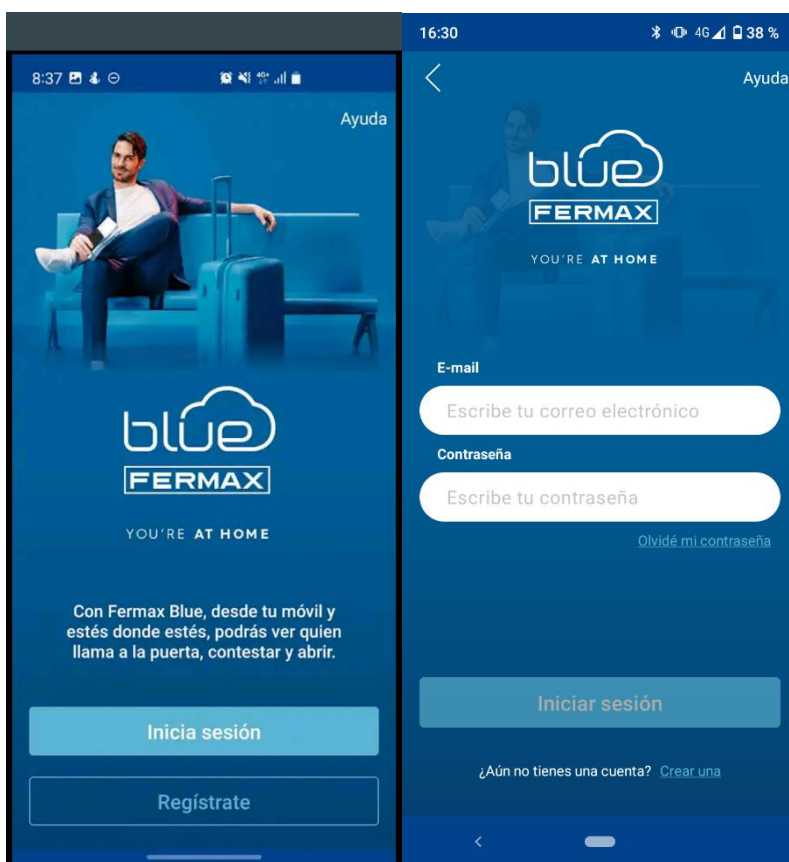 8:37
4G+
Ayuda
blue
FERMAX
YOU'RE AT HOME
Con Fermax Blue, desde tu móvil y
estés donde estés, podrás ver quien
llama a la puerta, contestar y abrir.
Inicia sesión
Regístrate
16:30
4G
38 %
Ayuda
blue
FERMAX
YOU'RE AT HOME
E-mail
Escribe tu correo electrónico
Contraseña
Escribe tu contraseña
Olvidé mi contraseña
Iniciar sesión
¿Aún no tienes una cuenta? Crear una